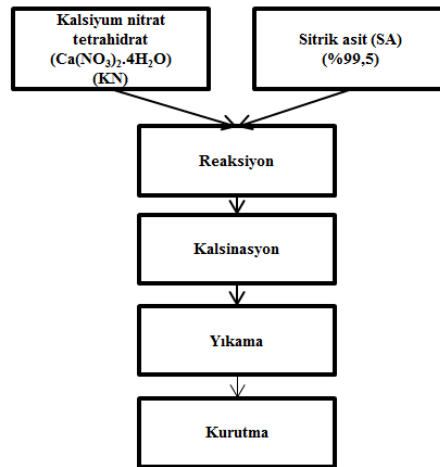 Kalsiyum nitrat
tetrahidrat
(Ca(NO₃)₂.4H₂O)
(KN)
Sitrik asit (SA)
(%99,5)
Reaksiyon
Kalsinasyon
Yıkama
Kurutma